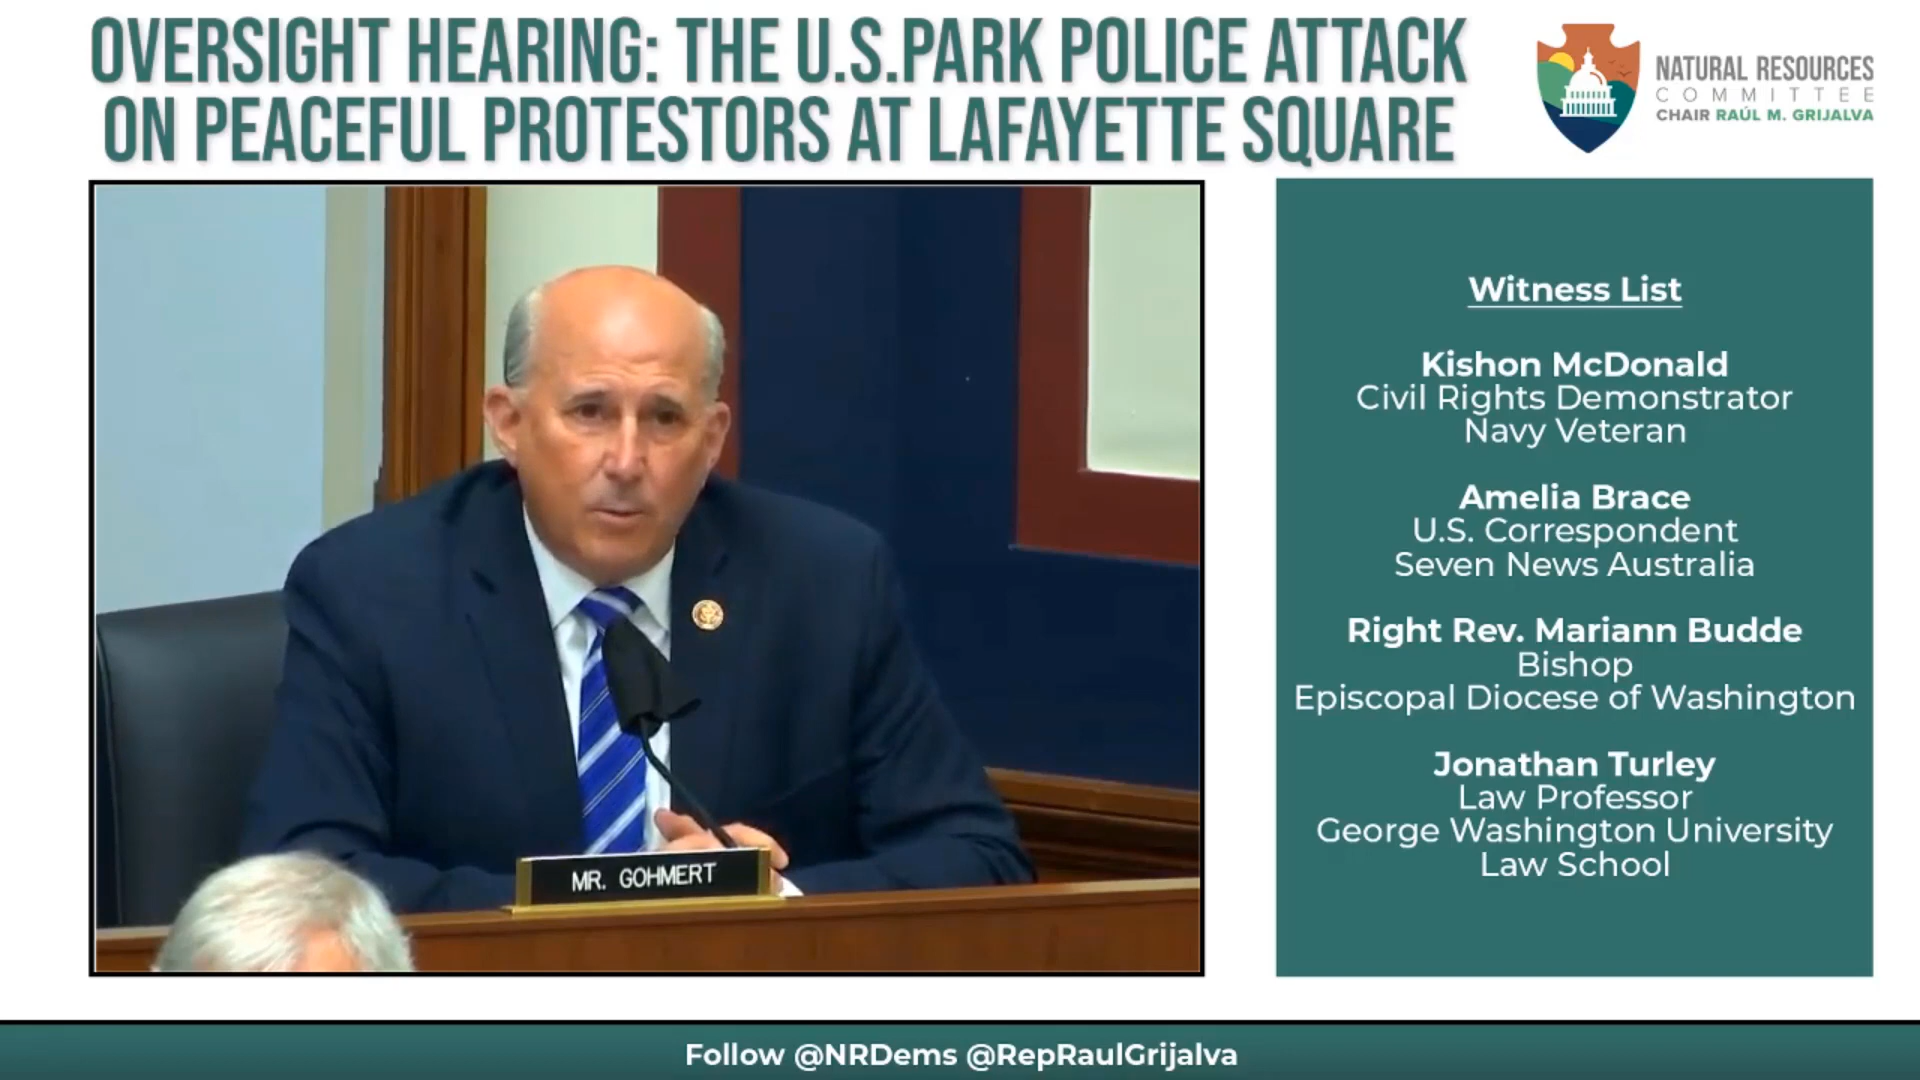 OVERSIGHT HEARING: THE U.S.PARK POLICE ATTACK
ON PEACEFUL PROTESTORS AT LAFAYETTE SQUARE
NATURAL RESOURCES
COMMITTEE
CHAIR RAÚL M. GRIJALVA
Witness List
Kishon McDonald
Civil Rights Demonstrator
Navy Veteran
Amelia Brace
U.S. Correspondent
Seven News Australia
Right Rev. Mariann Budde
Bishop
Episcopal Diocese of Washington
Jonathan Turley
Law Professor
George Washington University
Law School
MR. GOHMERT
Follow @NRDems @RepRaulGrijalva